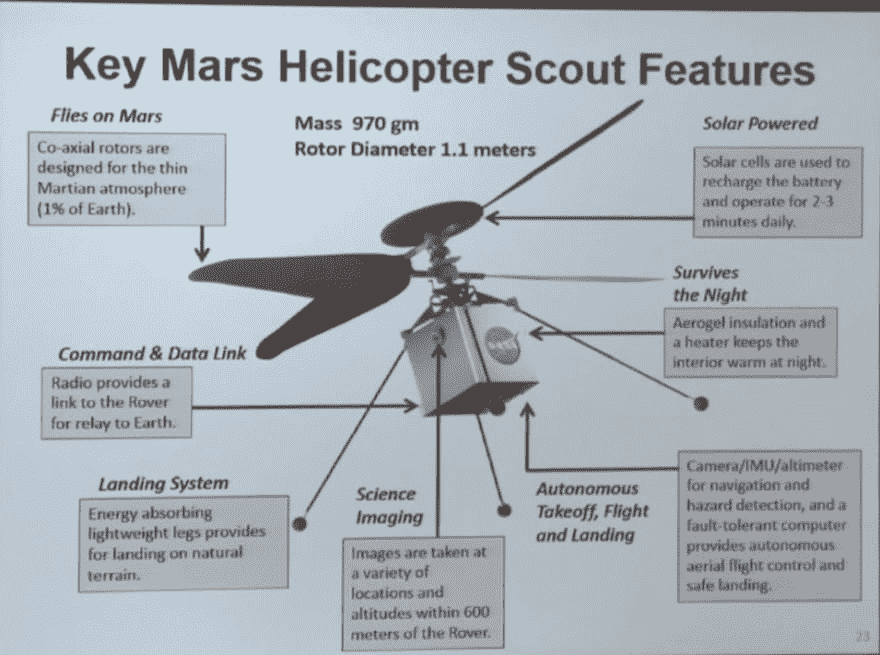 Key Mars Helicopter Scout Features
Flies on Mars
Co-axial rotors are
designed for the thin
Martian atmosphere
(1% of Earth).
Mass 970 gm
Rotor Diameter 1.1 meters
Solar Powered
Solar cells are used to
recharge the battery
and operate for 2-3
minutes daily.
Survives
the Night
Aerogel insulation and
a heater keeps the
interior warm at night.
Command & Data Link
Radio provides a
link to the Rover
for relay to Earth.
Landing System
Energy absorbing
lightweight legs provides
for landing on natural
terrain.
Science
Imaging
Images are taken at
a variety of
locations and
altitudes within 600
meters of the Rover.
Autonomous
Takeoff, Flight
and Landing
Camera/IMU/altimeter
for navigation and
hazard detection, and a
fault-tolerant computer
provides autonomous
aerial flight control and
safe landing.
NASA
23